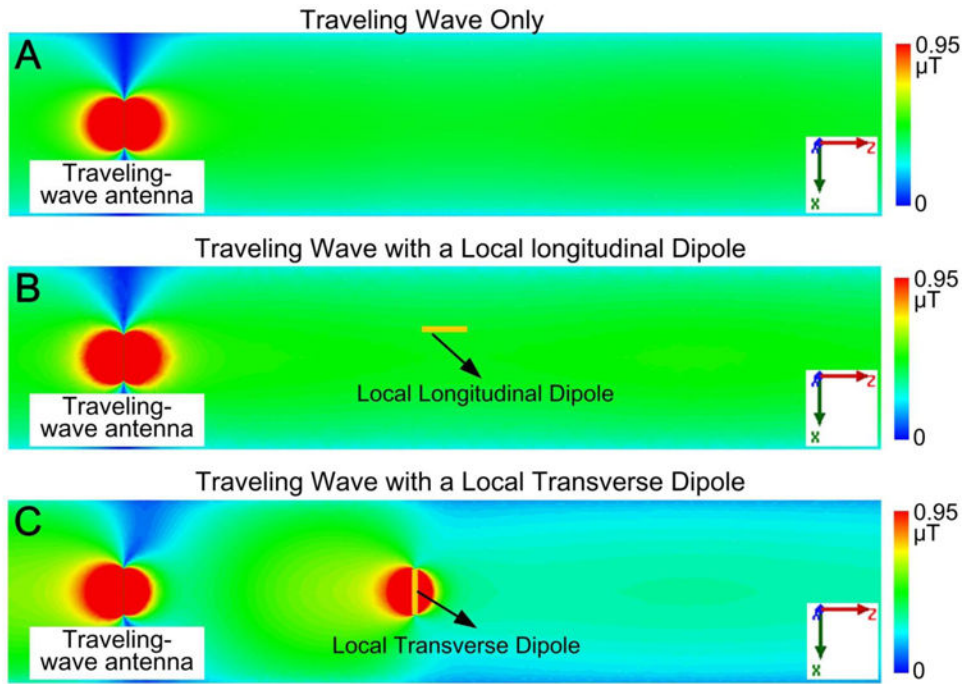 Traveling Wave Only
A
0.95
μT
Traveling-
wave antenna
Z
X
0
Traveling Wave with a Local longitudinal Dipole
B
0.95
μT
Local Longitudinal Dipole
Traveling-
wave antenna
Z
X
0
Traveling Wave with a Local Transverse Dipole
C
0.95
μT
Local Transverse Dipole
Traveling-
wave antenna
Z
X
0